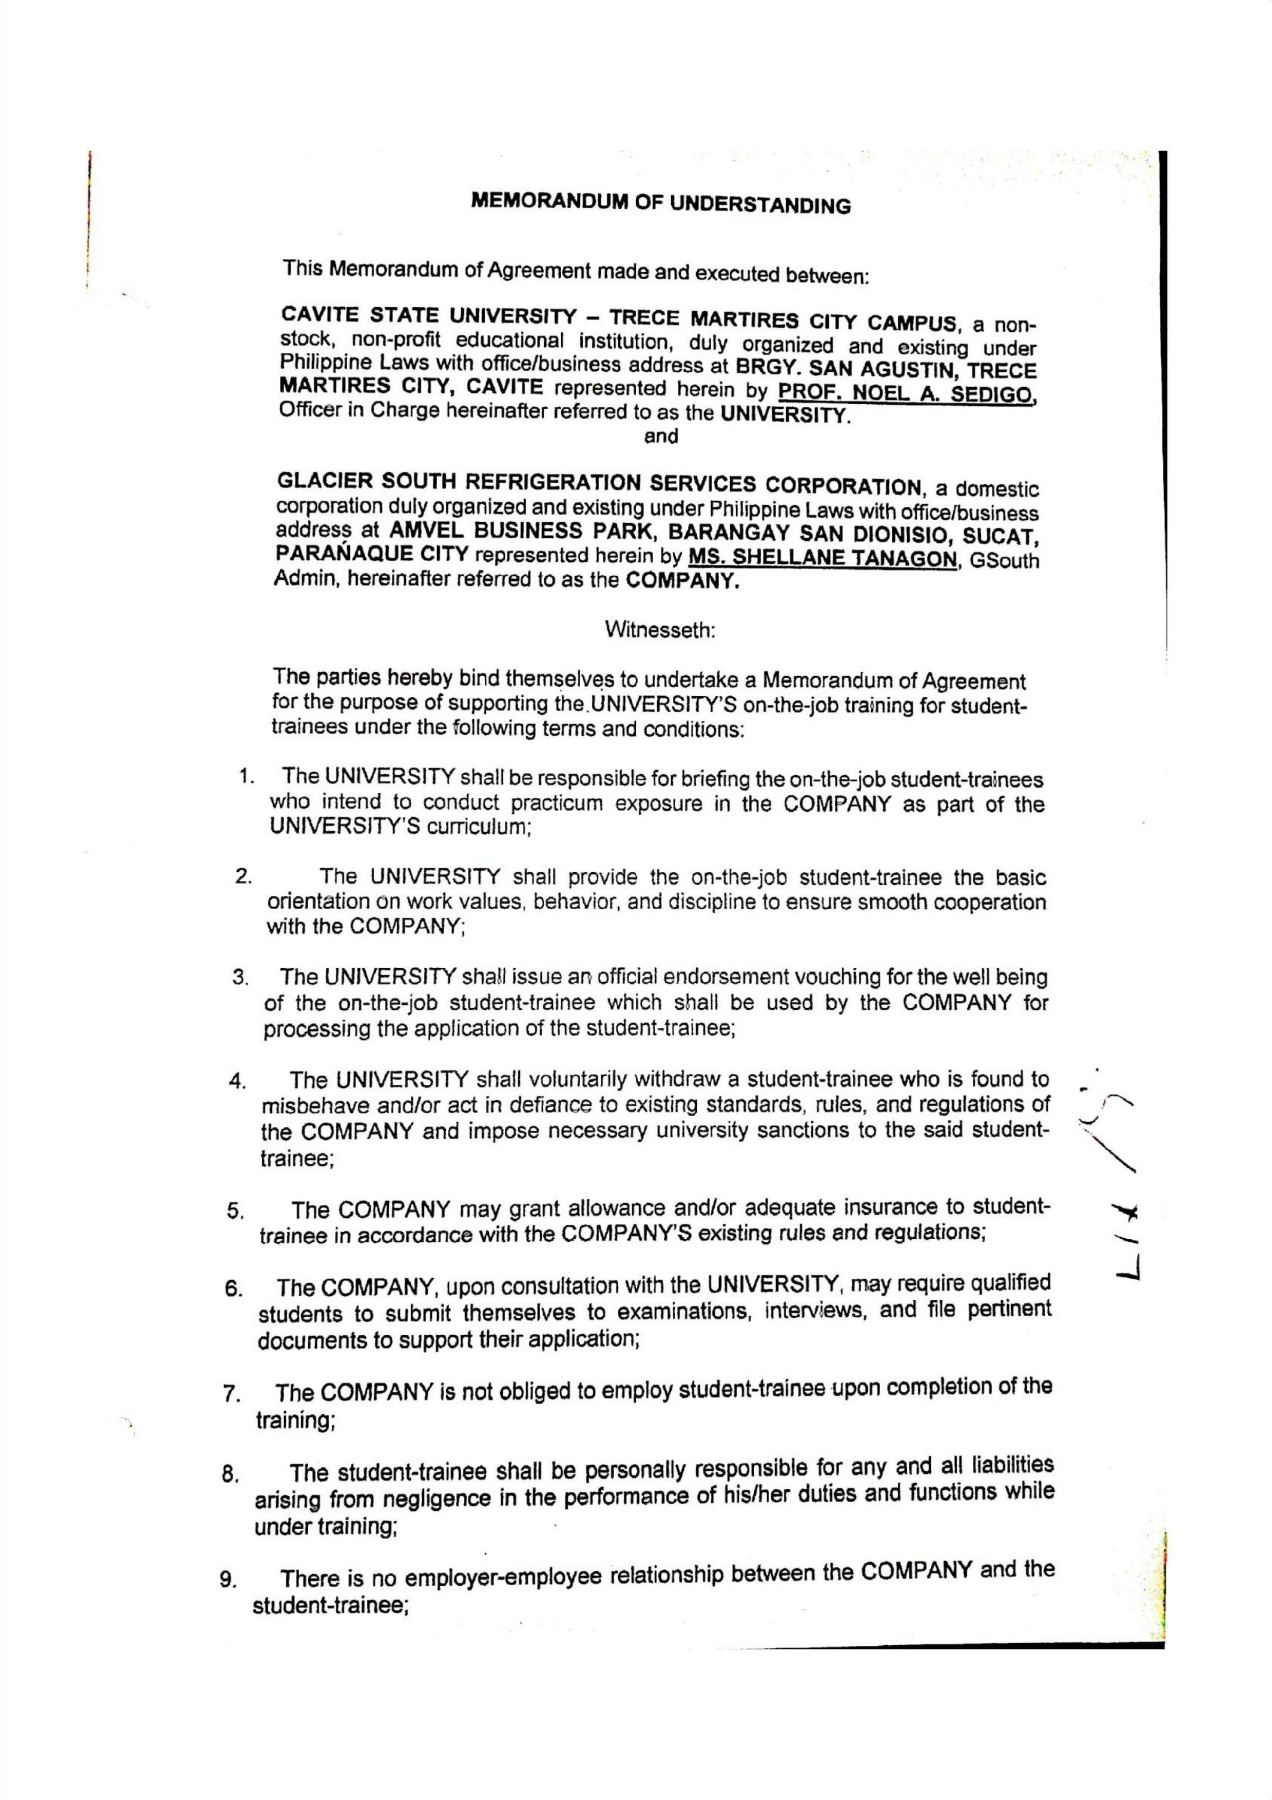 MEMORANDUM OF UNDERSTANDING
This Memorandum of Agreement made and executed between:
CAVITE STATE UNIVERSITY – TRECE MARTIRES CITY CAMPUS, a non-
stock, non-profit educational institution, duly organized and existing under
Philippine Laws with office/business address at BRGY. SAN AGUSTIN, TRECE
MARTIRES CITY, CAVITE represented herein by PROF. NOEL A. SEDIGO,
Officer in Charge hereinafter referred to as the UNIVERSITY.
and
GLACIER SOUTH REFRIGERATION SERVICES CORPORATION, a domestic
corporation duly organized and existing under Philippine Laws with office/business
address at AMVEL BUSINESS PARK, BARANGAY SAN DIONISIO, SUCAT,
PARAÑAQUE CITY represented herein by MS. SHELLANE TANAGON, GSouth
Admin, hereinafter referred to as the COMPANY.
Witnesseth:
The parties hereby bind themselves to undertake a Memorandum of Agreement
for the purpose of supporting the UNIVERSITY'S on-the-job training for student-
trainees under the following terms and conditions:
1. The UNIVERSITY shall be responsible for briefing the on-the-job student-trainees
who intend to conduct practicum exposure in the COMPANY as part of the
UNIVERSITY'S curriculum;
2. The UNIVERSITY shall provide the on-the-job student-trainee the basic
orientation on work values, behavior, and discipline to ensure smooth cooperation
with the COMPANY;
3. The UNIVERSITY shall issue an official endorsement vouching for the well being
of the on-the-job student-trainee which shall be used by the COMPANY for
processing the application of the student-trainee;
4. The UNIVERSITY shall voluntarily withdraw a student-trainee who is found to
misbehave and/or act in defiance to existing standards, rules, and regulations of
the COMPANY and impose necessary university sanctions to the said student-
trainee;
5. The COMPANY may grant allowance and/or adequate insurance to student-
trainee in accordance with the COMPANY'S existing rules and regulations;
6. The COMPANY, upon consultation with the UNIVERSITY, may require qualified
students to submit themselves to examinations, interviews, and file pertinent
documents to support their application;
7. The COMPANY is not obliged to employ student-trainee upon completion of the
training;
8. The student-trainee shall be personally responsible for any and all liabilities
arising from negligence in the performance of his/her duties and functions while
under training;
9. There is no employer-employee relationship between the COMPANY and the
student-trainee;